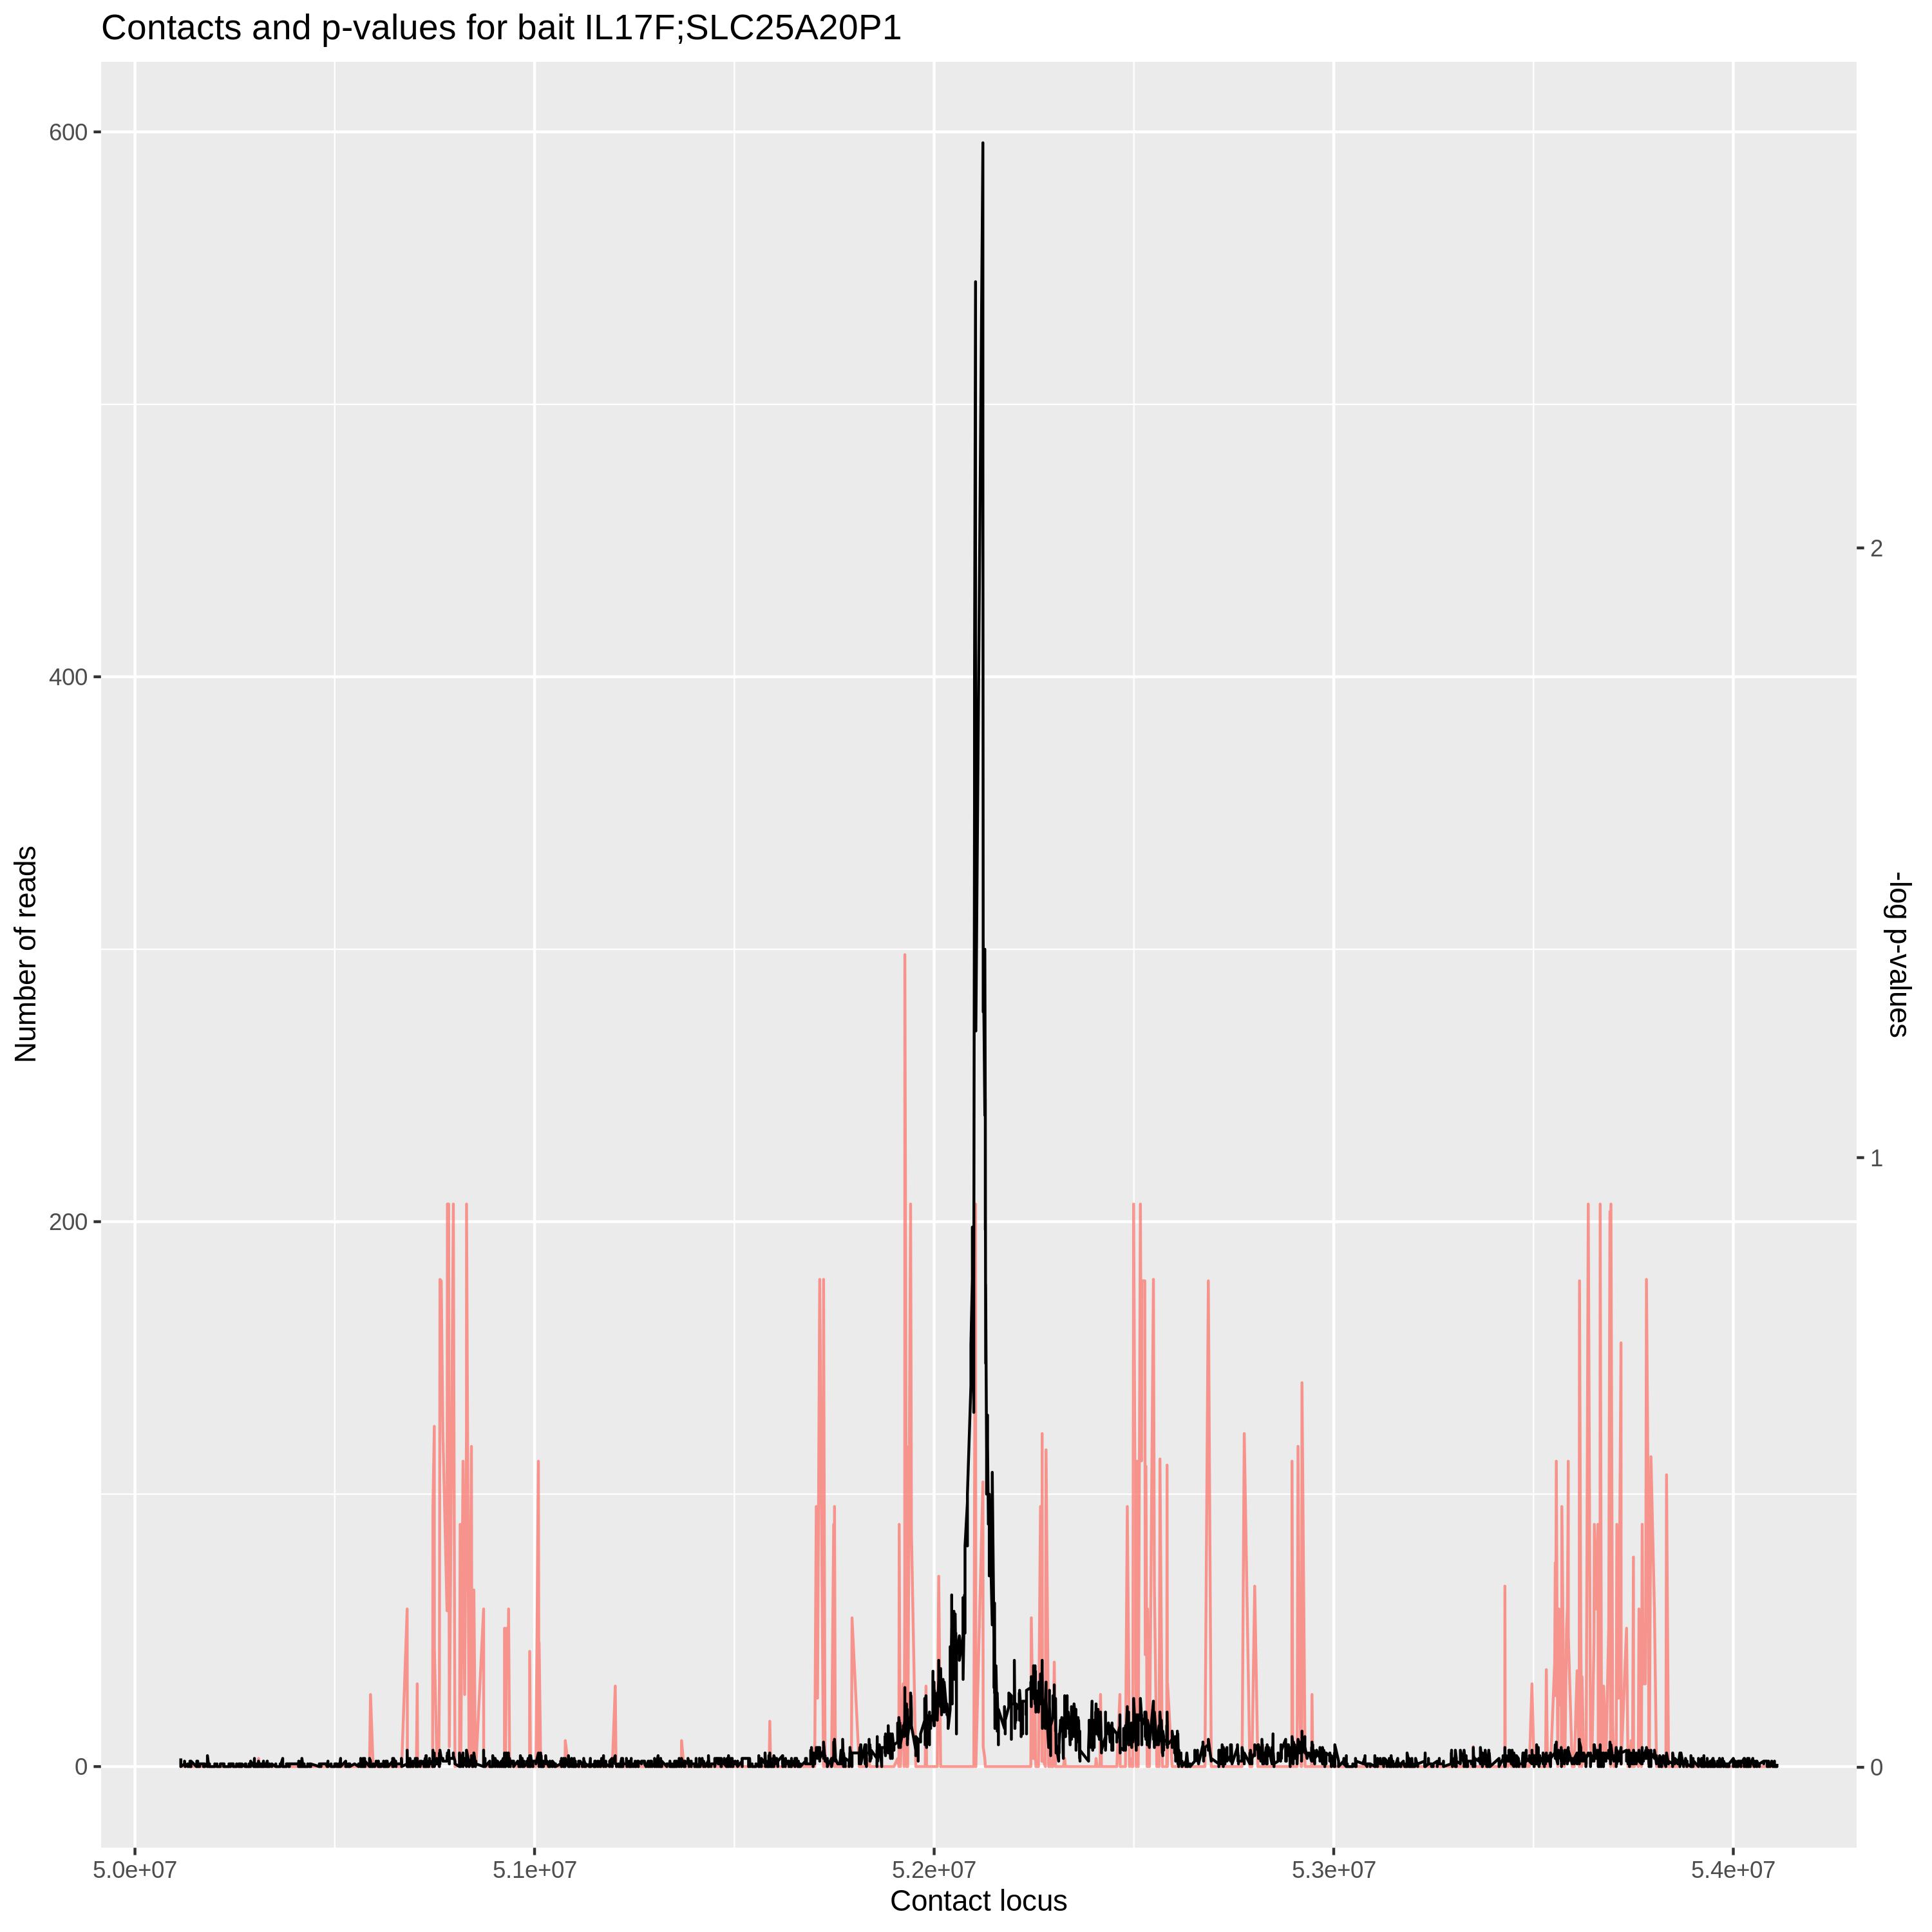 Contacts and p-values for bait IL17F;SLC25A20P1
600
400
200
0
Number of reads
2
1
0
-log p-values
5.0e+07
5.1e+07
5.2e+07
5.3e+07
5.4e+07
Contact locus